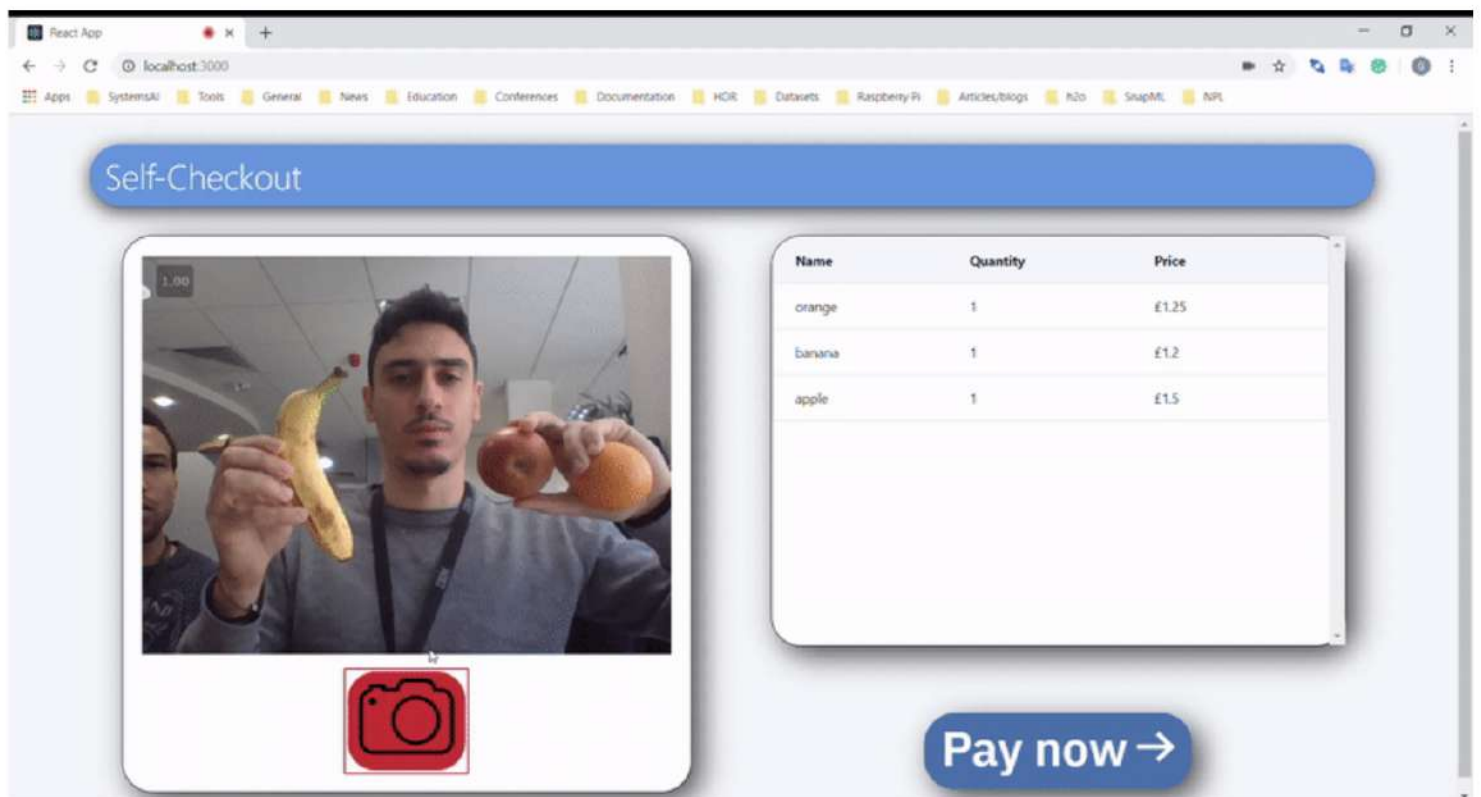 React App
localhost:3000
Apps SystemsAI Tools General News Education Conferences Documentation HOR Datasets Raspberry Pi Articles/blogs h2o SnapML NPL
Self-Checkout
1.00
Name Quantity Price
orange 1 £1.25
banana 1 £1.2
apple 1 £1.5
Pay now →